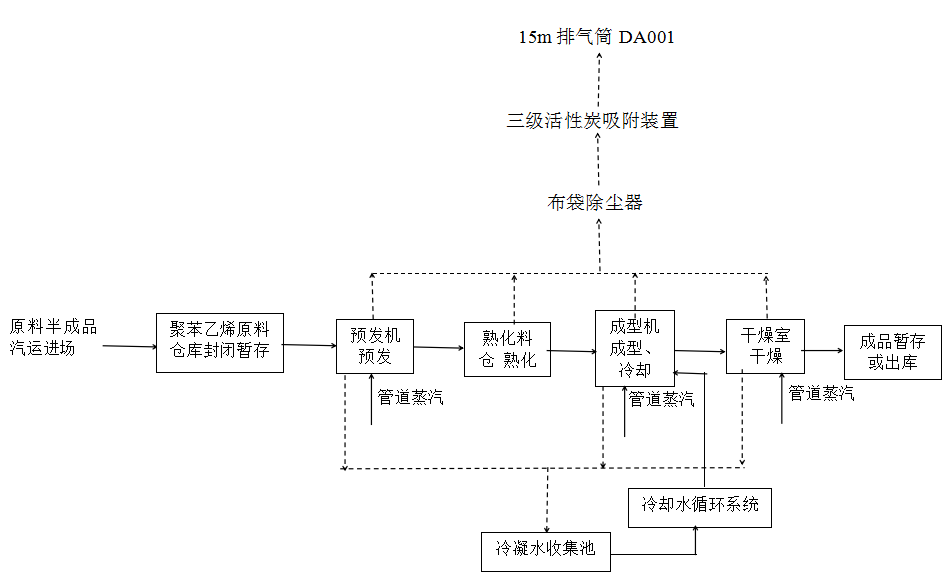 15m 排气筒 DA001
三级活性炭吸附装置
布袋除尘器
原料半成品
汽运进场
聚苯乙烯原料
仓库封闭暂存
预发机
预发
熟化料
仓 熟化
成型机
成型、
冷却
干燥室
干燥
成品暂存
或出库
管道蒸汽
管道蒸汽
管道蒸汽
冷却水循环系统
冷凝水收集池